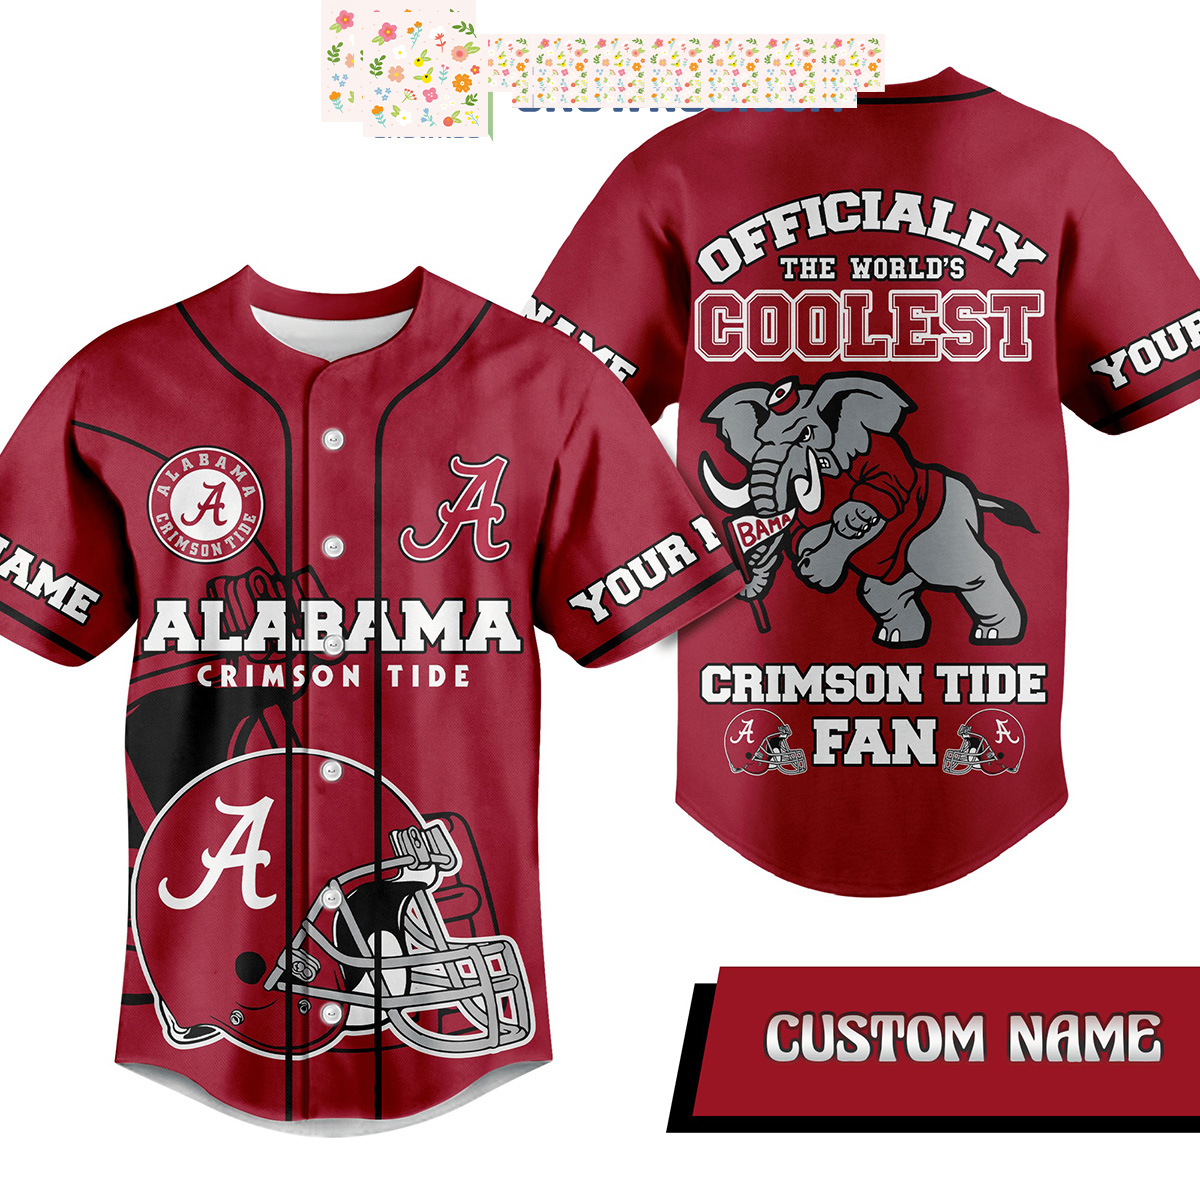 OFFICIALLY
THE WORLD'S
COOLEST
BAMA
CRIMSON TIDE
FAN
A
A
NAME
YOUR
ALABAMA
CRIMSON TIDE
A
A
NAME
YOUR N
ALABAMA
CRIMSON TIDE
A
CUSTOM NAME